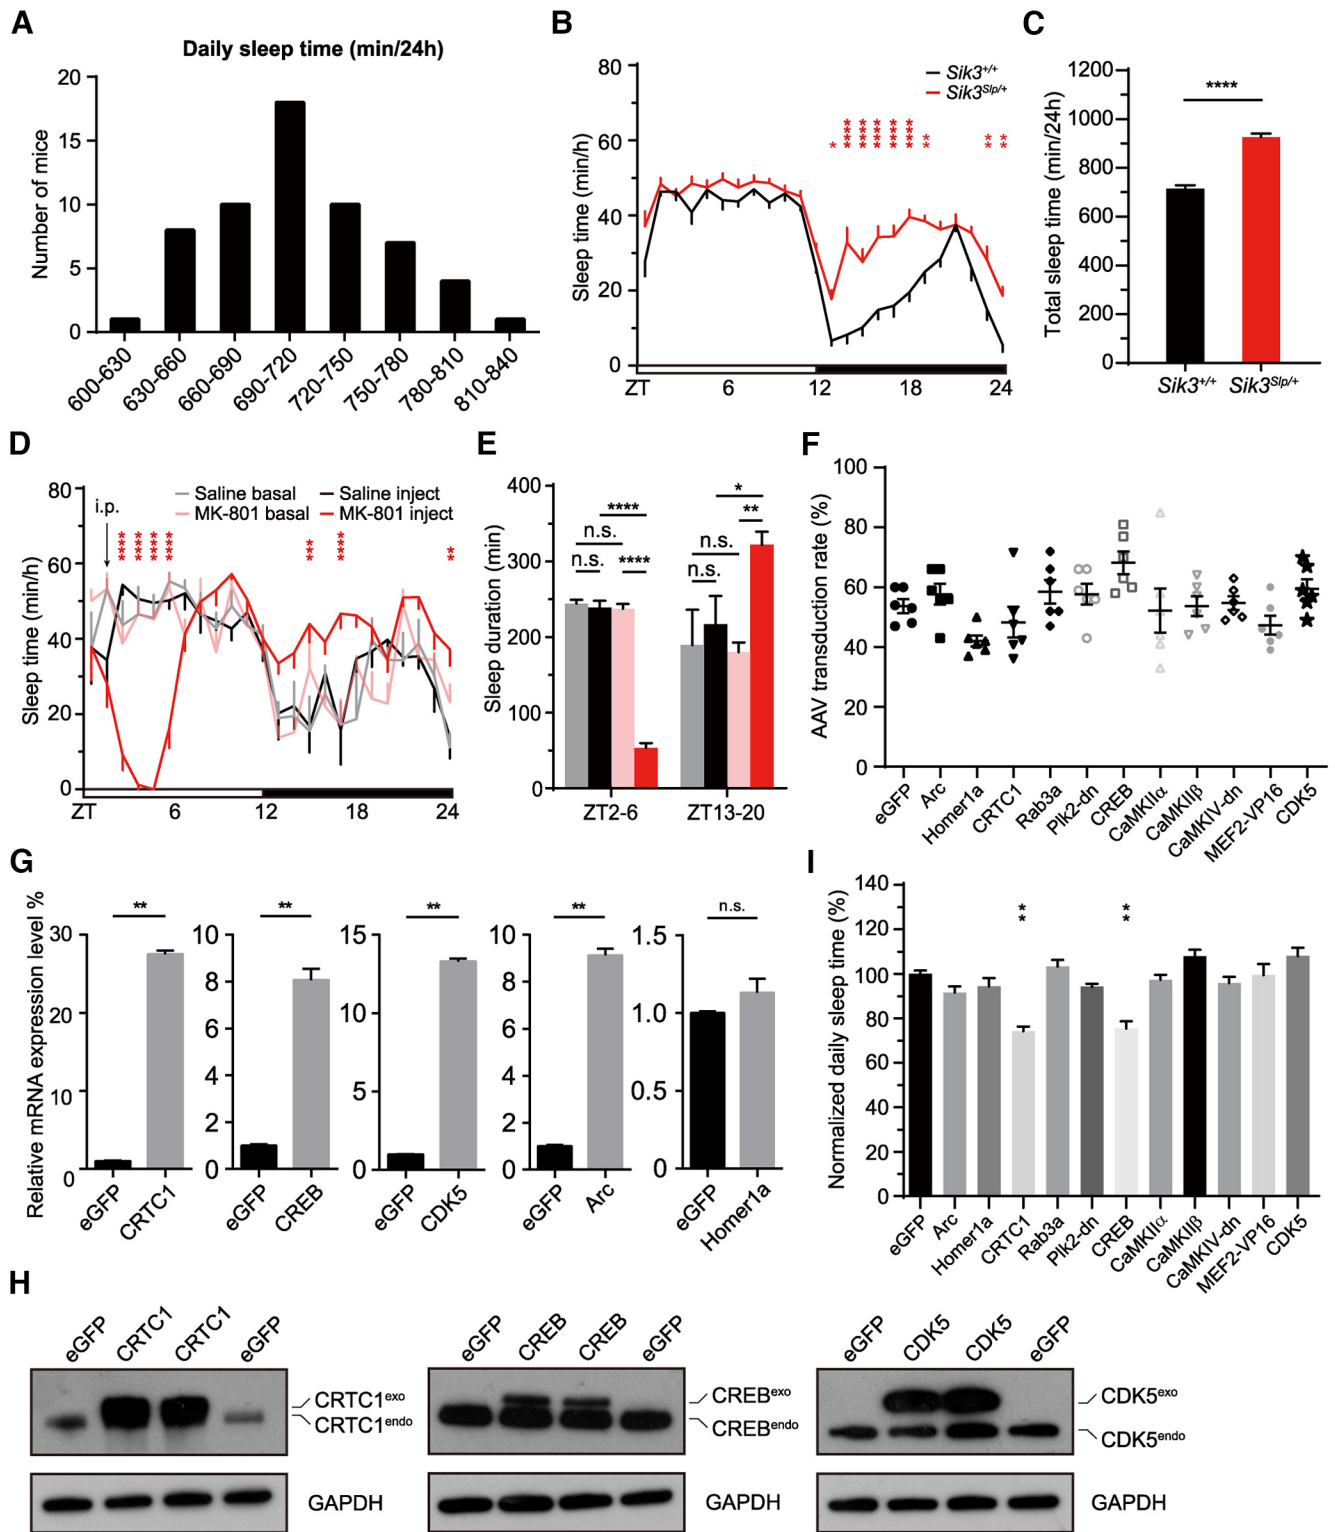 A
Daily sleep time (min/24h)
Number of mice
20
15
10
5
0
600-630
630-660
660-690
690-720
720-750
750-780
780-810
810-840
B
Sleep time (min/h)
80
60
40
20
0
Sik3+/+
Sik3Slp/+
* **** **** **** **** **** ** ** **
ZT 6 12 18 24
C
Total sleep time (min/24h)
1200
1000
800
600
400
200
0
****
Sik3+/+ Sik3Slp/+
D
Sleep time (min/h)
80
60
40
20
0
Saline basal Saline inject
MK-801 basal MK-801 inject
i.p.
**** **** **** **** *** **** **
ZT 6 12 18 24
E
Sleep duration (min)
400
300
200
100
0
****
n.s.
n.s. ****
*
**
n.s.
n.s.
ZT2-6 ZT13-20
F
AAV transduction rate (%)
100
80
60
40
20
0
eGFP
Arc
Homer1a
CRTC1
Rab3a
Plk2-dn
CREB
CaMKIIα
CaMKIIβ
CaMKIV-dn
MEF2-VP16
CDK5
G
Relative mRNA expression level %
30
20
10
0
**
eGFP
CRTC1
10
8
6
4
2
0
**
eGFP
CREB
15
10
5
0
**
eGFP
CDK5
10
8
6
4
2
0
**
eGFP
Arc
1.5
1.0
0.5
0
n.s.
eGFP
Homer1a
I
Normalized daily sleep time (%)
140
120
100
80
60
40
20
0
** **
eGFP
Arc
Homer1a
CRTC1
Rab3a
Plk2-dn
CREB
CaMKIIα
CaMKIIβ
CaMKIV-dn
MEF2-VP16
CDK5
H
eGFP CRTC1 CRTC1 eGFP
CRTC1exo
CRTC1endo
GAPDH
eGFP CREB CREB eGFP
CREBexo
CREBendo
GAPDH
eGFP CDK5 CDK5 eGFP
CDK5exo
CDK5endo
GAPDH